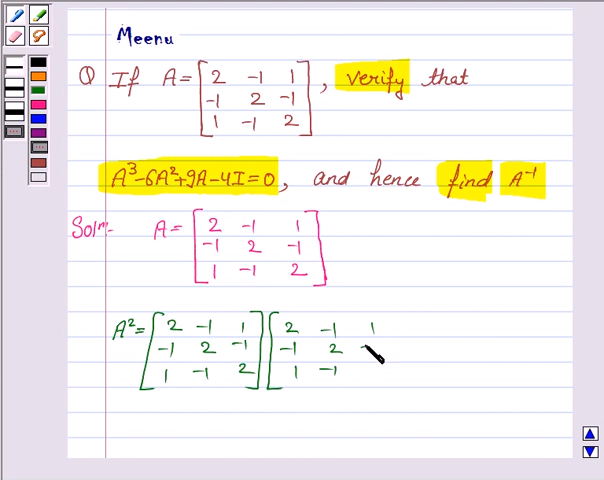 Meenu
Q If A = [ 2 -1 1 ], verify that
-1 2 -1
1 -1 2
A³-6A²+9A-4I=0, and hence find A⁻¹
Solⁿ:- A = [ 2 -1 1 ]
-1 2 -1
1 -1 2
A² = [ 2 -1 1 ] [ 2 -1 1
-1 2 -1 -1 2
1 -1 2 1 -1